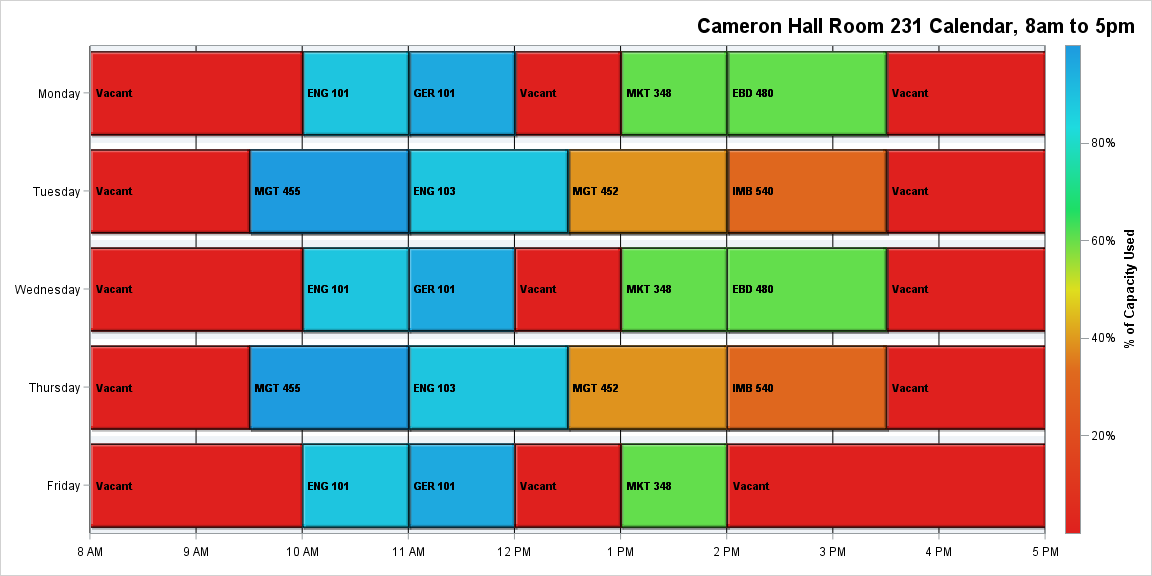 Cameron Hall Room 231 Calendar, 8am to 5pm
Monday
Vacant
ENG 101
GER 101
Vacant
MKT 348
EBD 480
Vacant
Tuesday
Vacant
MGT 455
ENG 103
MGT 452
IMB 540
Vacant
Wednesday
Vacant
ENG 101
GER 101
Vacant
MKT 348
EBD 480
Vacant
Thursday
Vacant
MGT 455
ENG 103
MGT 452
IMB 540
Vacant
Friday
Vacant
ENG 101
GER 101
Vacant
MKT 348
Vacant
8 AM
9 AM
10 AM
11 AM
12 PM
1 PM
2 PM
3 PM
4 PM
5 PM
80%
60%
40%
20%
% of Capacity Used